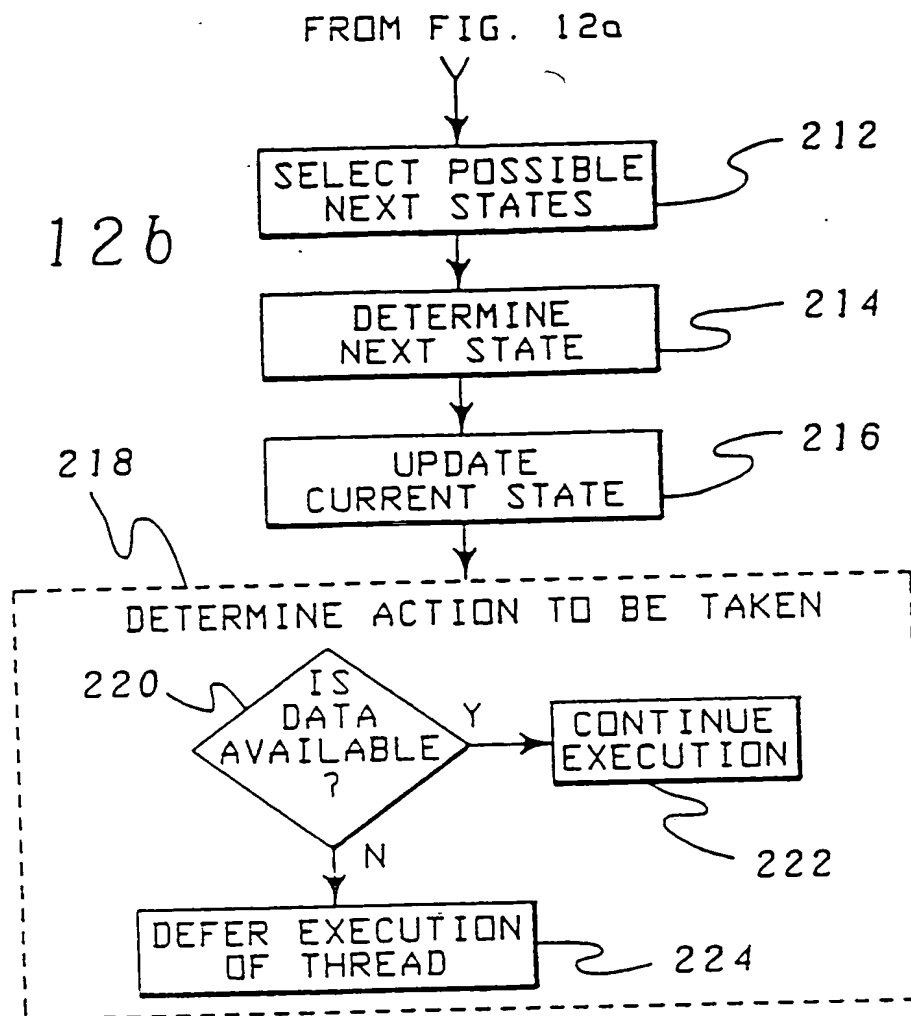 FROM FIG. 12a
212
SELECT POSSIBLE
NEXT STATES
12b
214
DETERMINE
NEXT STATE
216
UPDATE
CURRENT STATE
218
DETERMINE ACTION TO BE TAKEN
220
IS
DATA
AVAILABLE
?
Y
CONTINUE
EXECUTION
222
N
DEFER EXECUTION
OF THREAD
224